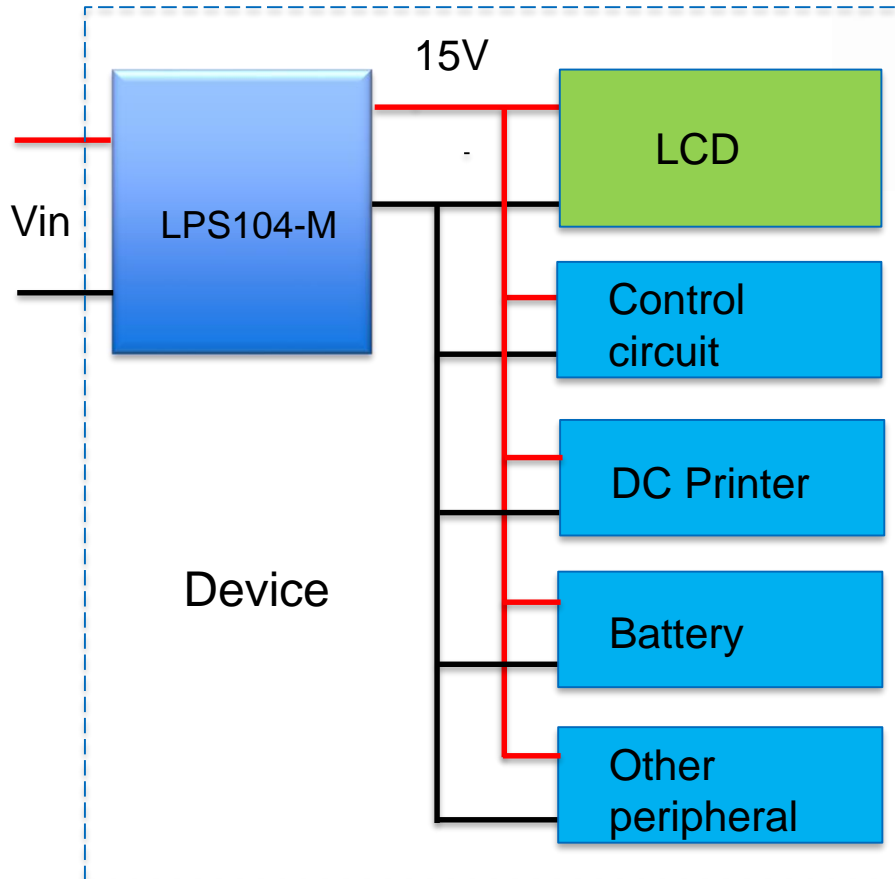 15V
LCD
-
Vin
LPS104-M
Control
circuit
DC Printer
Device
Battery
Other
peripheral